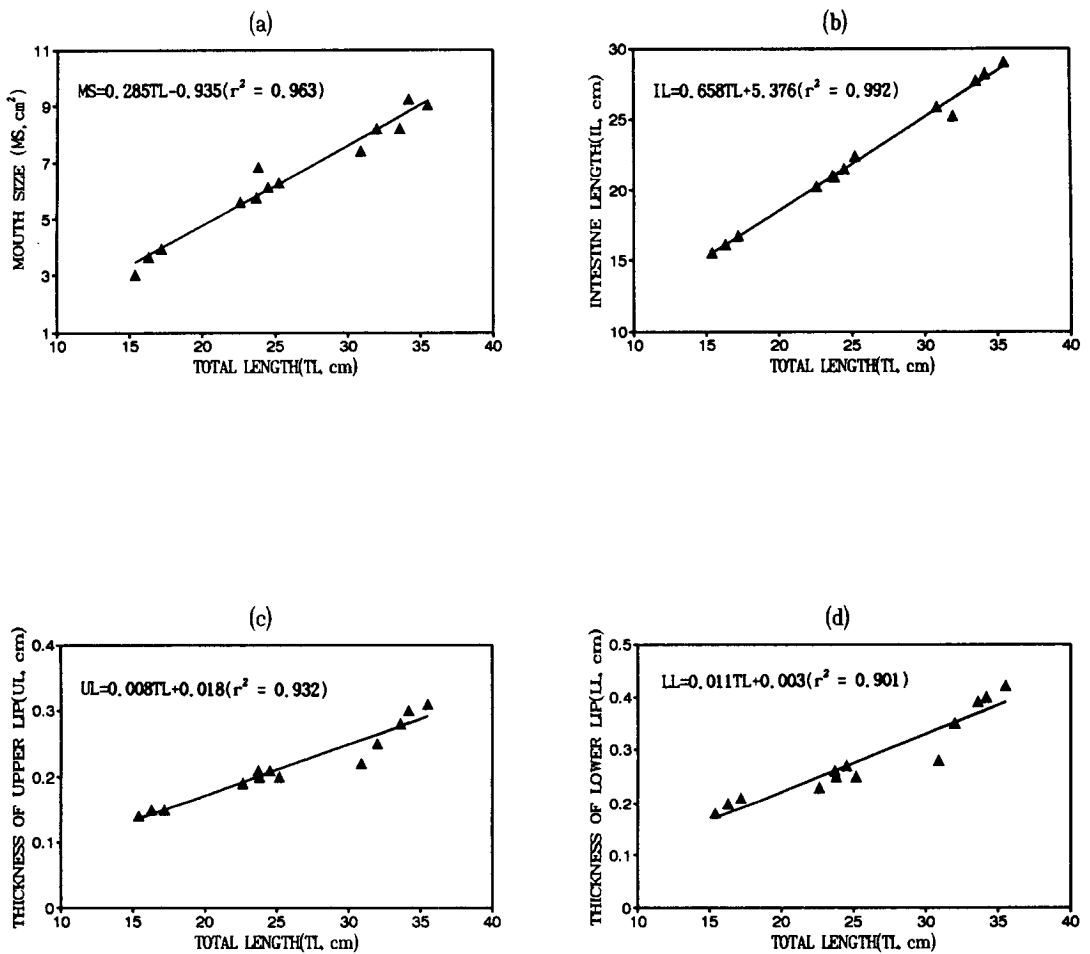 (a)
11
9
7
5
3
1
MOUTH SIZE (MS, cm²)
MS=0.285TL-0.935(r² = 0.963)
10 15 20 25 30 35 40
TOTAL LENGTH(TL, cm)
(b)
30
25
20
15
10
INTESTINE LENGTH(IL, cm)
IL=0.658TL+5.376(r² = 0.992)
10 15 20 25 30 35 40
TOTAL LENGTH(TL, cm)
(c)
0.4
0.3
0.2
0.1
0
THICKNESS OF UPPER LIP(UL, cm)
UL=0.008TL+0.018(r² = 0.932)
10 15 20 25 30 35 40
TOTAL LENGTH(TL, cm)
(d)
0.5
0.4
0.3
0.2
0.1
0
THICKNESS OF LOWER LIP(LL, cm)
LL=0.011TL+0.003(r² = 0.901)
10 15 20 25 30 35 40
TOTAL LENGTH(TL, cm)